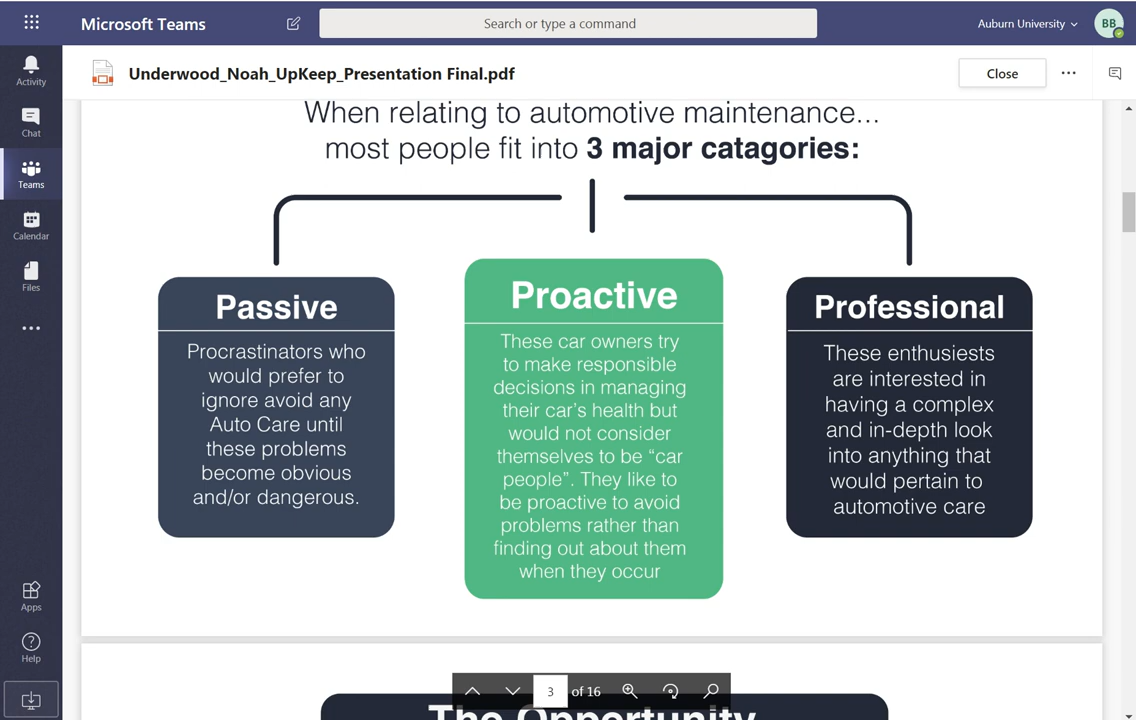 Microsoft Teams
Search or type a command
Auburn University
BB
Activity
Chat
Teams
Calendar
Files
Apps
Help
Underwood_Noah_UpKeep_Presentation Final.pdf
Close
When relating to automotive maintenance...
most people fit into 3 major catagories:
Passive
Procrastinators who
would prefer to
ignore avoid any
Auto Care until
these problems
become obvious
and/or dangerous.
Proactive
These car owners try
to make responsible
decisions in managing
their car's health but
would not consider
themselves to be “car
people”. They like to
be proactive to avoid
problems rather than
finding out about them
when they occur
Professional
These enthusiasts
are interested in
having a complex
and in-depth look
into anything that
would pertain to
automotive care
3 of 16
The Opportunity